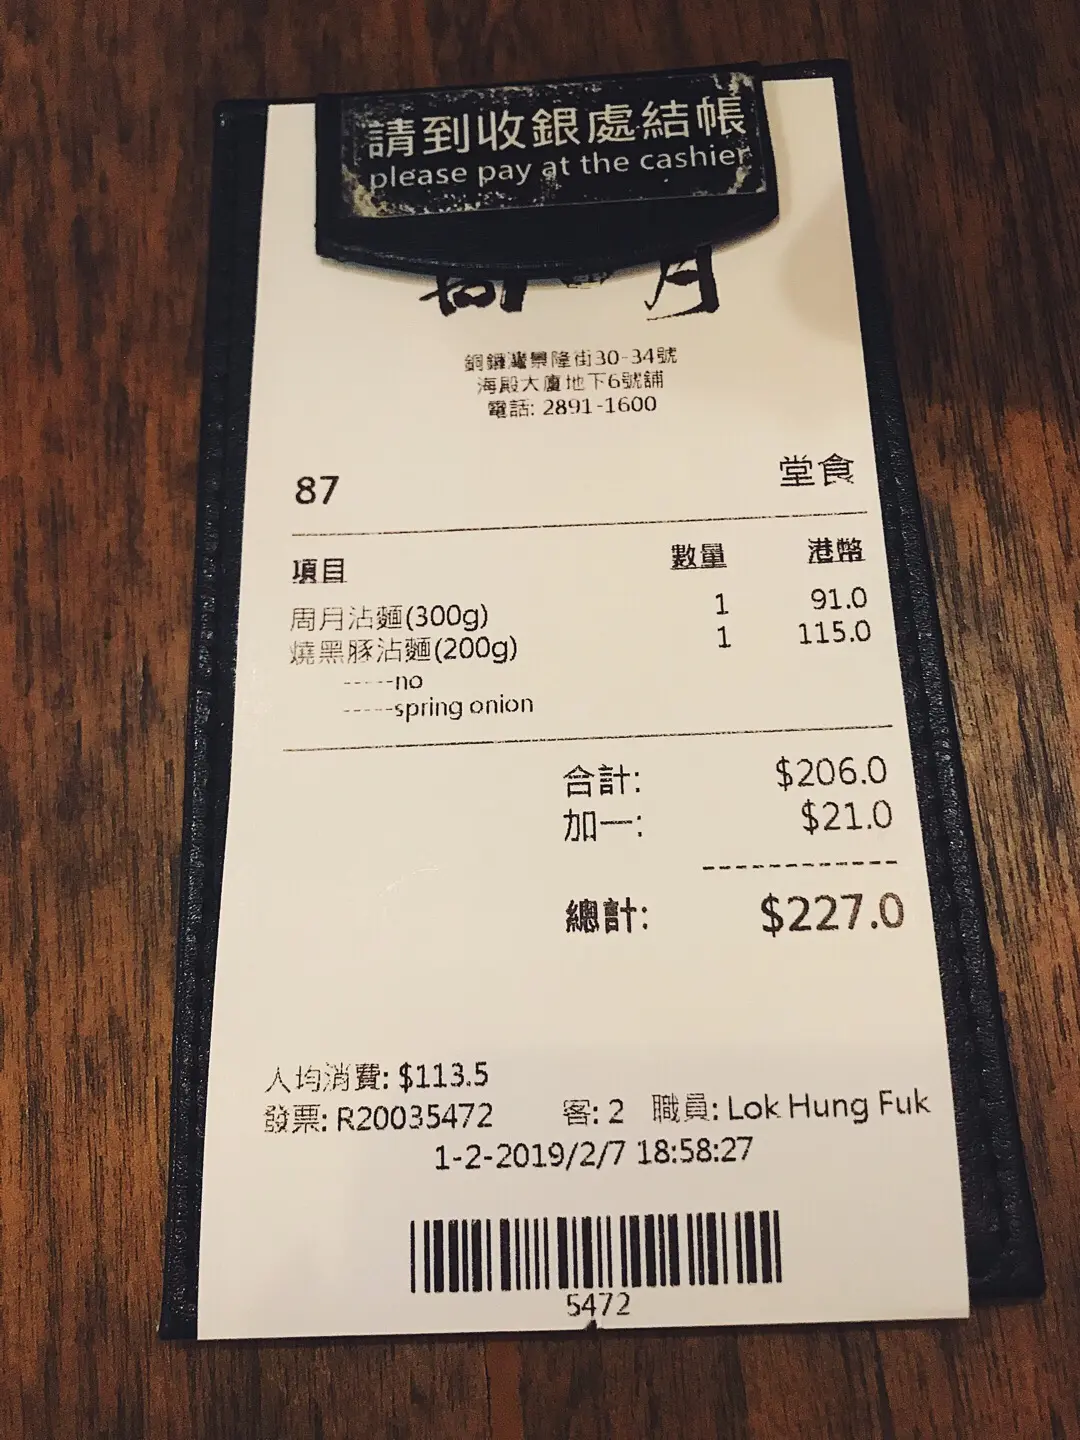 請到收銀處結帳
please pay at the cashier
月
銅鑼灣景隆街30-34號
海殿大廈地下6號舖
電話: 2891-1600
87 堂食
項目 數量 港幣
周月沾麵(300g) 1 91.0
燒黑豚沾麵(200g) 1 115.0
-----no
-----spring onion
合計: $206.0
加一: $21.0
------------
總計: $227.0
人均消費: $113.5
發票: R20035472 客: 2 職員: Lok Hung Fuk
1-2-2019/2/7 18:58:27
5472